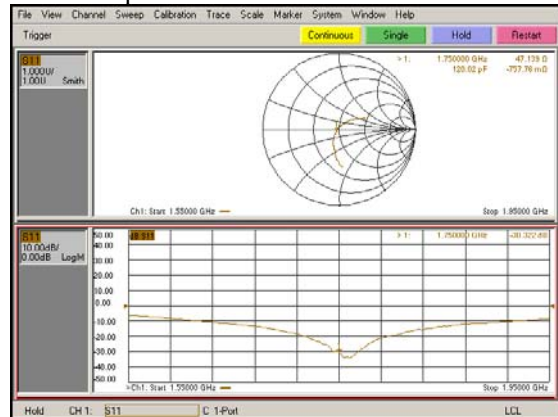 File View Channel Sweep Calibration Trace Scale Marker System Window Help
Trigger Continuous Single Hold Restart
S11
1.000U/
1.00U Smith
> 1: 1.750000 GHz 47.139 Ω
120.02 pF -757.76 mΩ
Ch1: Start 1.55000 GHz Stop 1.95000 GHz
S11
10.00dB/
0.00dB LogM
50.00
dB S11
> 1: 1.750000 GHz -30.322 dB
40.00
30.00
20.00
10.00
0.00
-10.00
-20.00
-30.00
-40.00
-50.00
>Ch1: Start 1.55000 GHz Stop 1.95000 GHz
Hold CH 1: S11 C 1-Port LCL